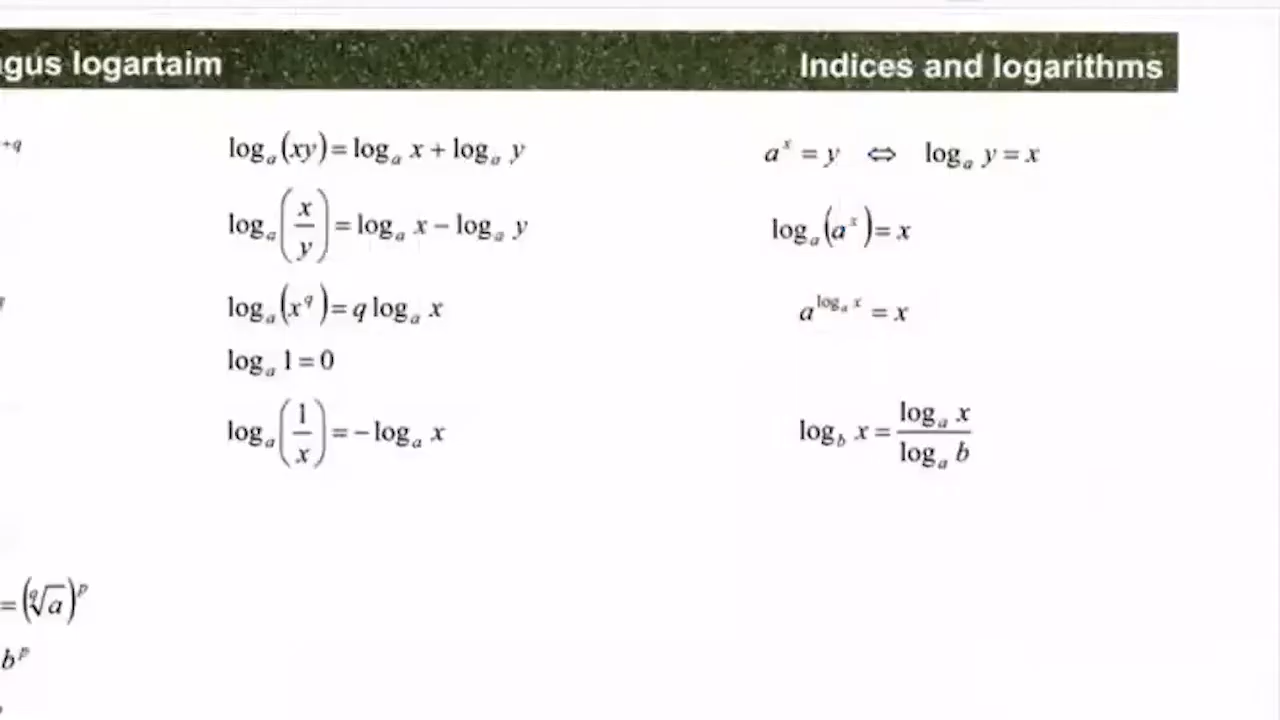 agus logartaim Indices and logarithms
+q
logₐ(xy) = logₐ x + logₐ y
aˣ = y ⇔ logₐ y = x
logₐ(x/y) = logₐ x − logₐ y
logₐ(aˣ) = x
logₐ(x^q) = q logₐ x
a^(logₐ x) = x
logₐ 1 = 0
logₐ(1/x) = −logₐ x
log_b x = logₐ x / logₐ b
= (^q√a)^p
b^p